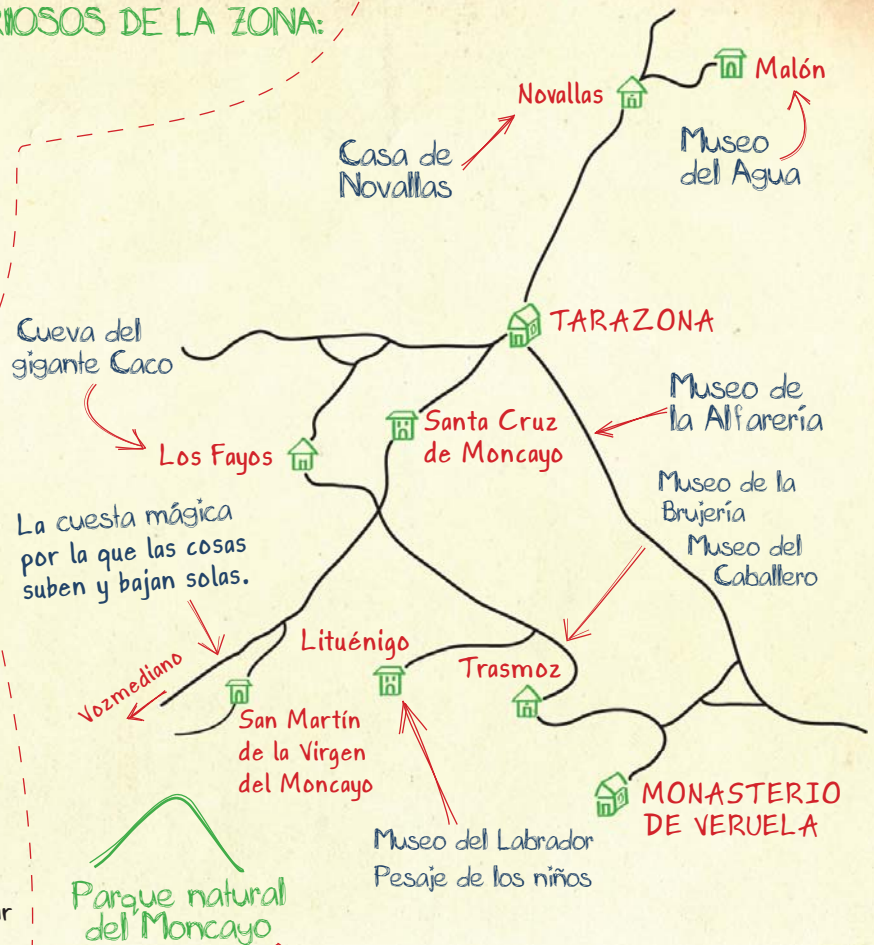 DE LA ZONA:
Novallas
Malón
Casa de
Novallas
Museo
del Agua
TARAZONA
Cueva del
gigante Caco
Museo de
la Alfarería
Santa Cruz
de Moncayo
Los Fayos
Museo de la
Brujería
Museo del
Caballero
La cuesta mágica
por la que las cosas
suben y bajan solas.
Lituénigo
Trasmoz
Vozmediano
San Martín
de la Virgen
del Moncayo
MONASTERIO
DE VERUELA
Museo del Labrador
Pesaje de los niños
Parque natural
del Moncayo